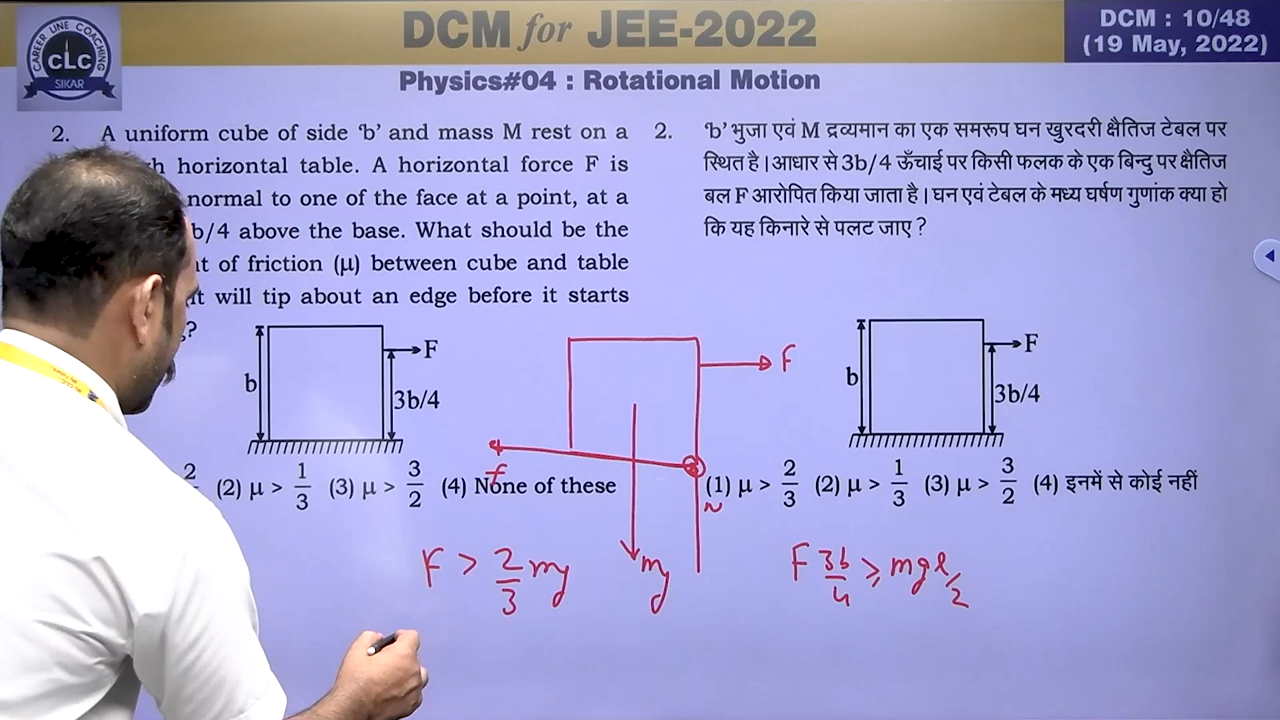 DCM for JEE-2022
DCM : 10/48
(19 May, 2022)
CAREER LINE COACHING
CLC
SIKAR
Physics#04 : Rotational Motion
2. A uniform cube of side ‘b’ and mass M rest on a
horizontal table. A horizontal force F is
normal to one of the face at a point, at a
b/4 above the base. What should be the
of friction (μ) between cube and table
it will tip about an edge before it starts
?
b
F
3b/4
2 (2) μ > 1/3 (3) μ > 3/2 (4) None of these
2. ‘b’ भुजा एवं M द्रव्यमान का एक समरूप घन खुरदरी क्षैतिज टेबल पर
स्थित है। आधार से 3b/4 ऊँचाई पर किसी फलक के एक बिन्दु पर क्षैतिज
बल F आरोपित किया जाता है। घन एवं टेबल के मध्य घर्षण गुणांक क्या हो
कि यह किनारे से पलट जाए ?
b
F
3b/4
(1) μ > 2/3 (2) μ > 1/3 (3) μ > 3/2 (4) इनमें से कोई नहीं
F
f
N
mg
F > 2/3 mg
F 3b/4 ≥ mg l/2